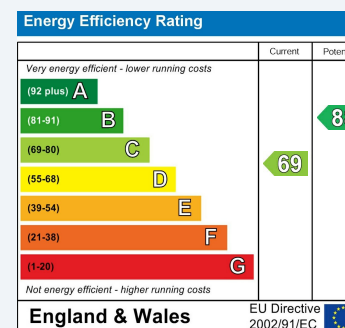 Energy Efficiency Rating
Current
Very energy efficient - lower running costs
(92 plus) A
(81-91) B
(69-80) C
69
(55-68) D
(39-54) E
(21-38) F
(1-20) G
Not energy efficient - higher running costs
England & Wales
EU Directive
2002/91/EC